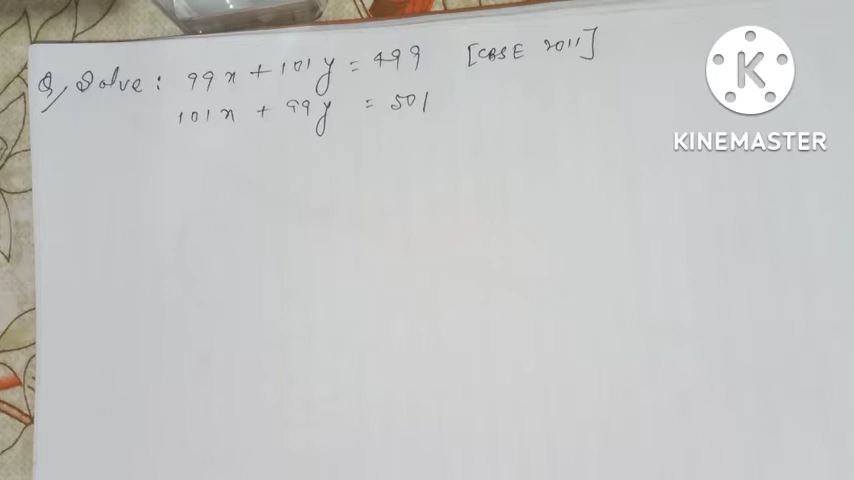 Q, Solve: 99x + 101y = 499 [CBSE 2011]
101x + 99y = 501
KINEMASTER